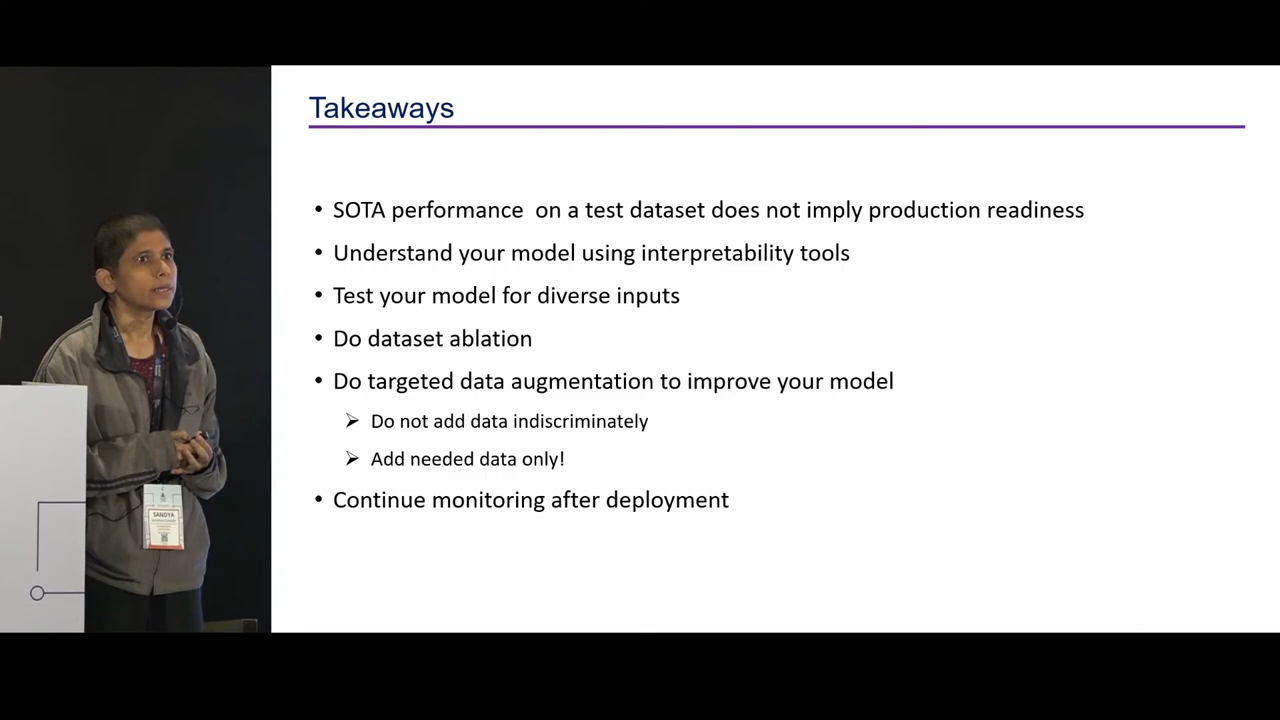 Takeaways
• SOTA performance  on a test dataset does not imply production readiness
• Understand your model using interpretability tools
• Test your model for diverse inputs
• Do dataset ablation
• Do targeted data augmentation to improve your model
➢ Do not add data indiscriminately
➢ Add needed data only!
• Continue monitoring after deployment
SANDYA